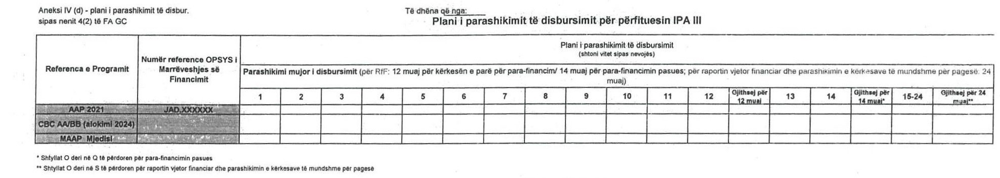 Aneksi IV (d) - plani i parashikimit të disbur.
sipas nenit 4(2) të FA GC
Të dhëna që nga:
Plani i parashikimit të disbursimit për përfituesin IPA III
Referenca e Programit
Numër reference OPSYS i
Marrëveshjes së
Financimit
Plani i parashikimit të disbursimit
(shtoni vitet sipas nevojës)
Parashikimi mujor i disbursimit (për RfF: 12 muaj për kërkesën e parë për para-financim/ 14 muaj për para-financimin pasues; për raportin vjetor financiar dhe parashikimin e kërkesave të mundshme për pagesë: 24
muaj)
1 2 3 4 5 6 7 8 9 10 11 12 Gjithsej për 12 muaj 13 14 Gjithsej për 14 muaj* 15-24 Gjithsej për 24 muaj**
AAP 2021 JAD.XXXXXX
CBC AA/BB (alokimi 2024)
MAAP Mjedisi
* Shtyllat O deri në Q të përdoren për para-financimin pasues
** Shtyllat O deri në S të përdoren për raportin vjetor financiar dhe parashikimin e kërkesave të mundshme për pagesë